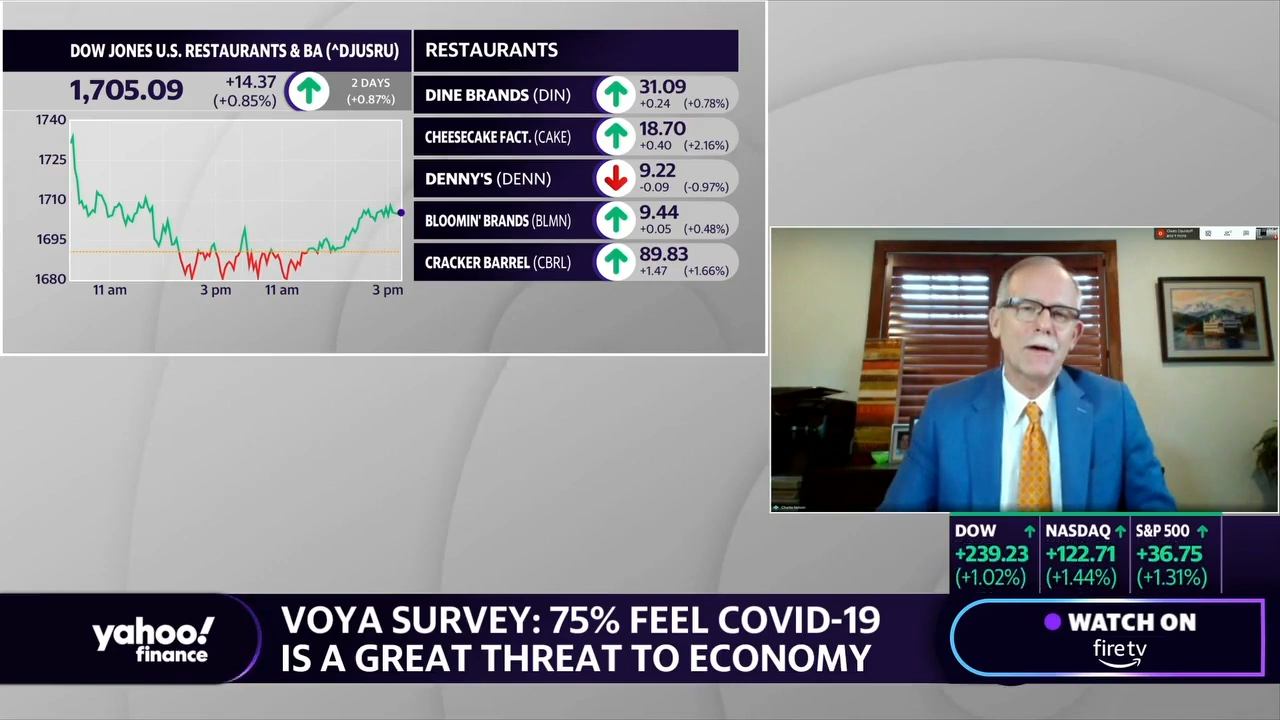 DOW JONES U.S. RESTAURANTS & BA (^DJUSRU)
1,705.09
+14.37
(+0.85%)
2 DAYS
(+0.87%)
1740
1725
1710
1695
1680
11 am
3 pm
11 am
3 pm
RESTAURANTS
DINE BRANDS (DIN)
31.09
+0.24 (+0.78%)
CHEESECAKE FACT. (CAKE)
18.70
+0.40 (+2.16%)
DENNY'S (DENN)
9.22
-0.09 (-0.97%)
BLOOMIN' BRANDS (BLMN)
9.44
+0.05 (+0.48%)
CRACKER BARREL (CBRL)
89.83
+1.47 (+1.66%)
DOW
+239.23
(+1.02%)
NASDAQ
+122.71
(+1.44%)
S&P 500
+36.75
(+1.31%)
yahoo!
finance
VOYA SURVEY: 75% FEEL COVID-19
IS A GREAT THREAT TO ECONOMY
WATCH ON
fire tv